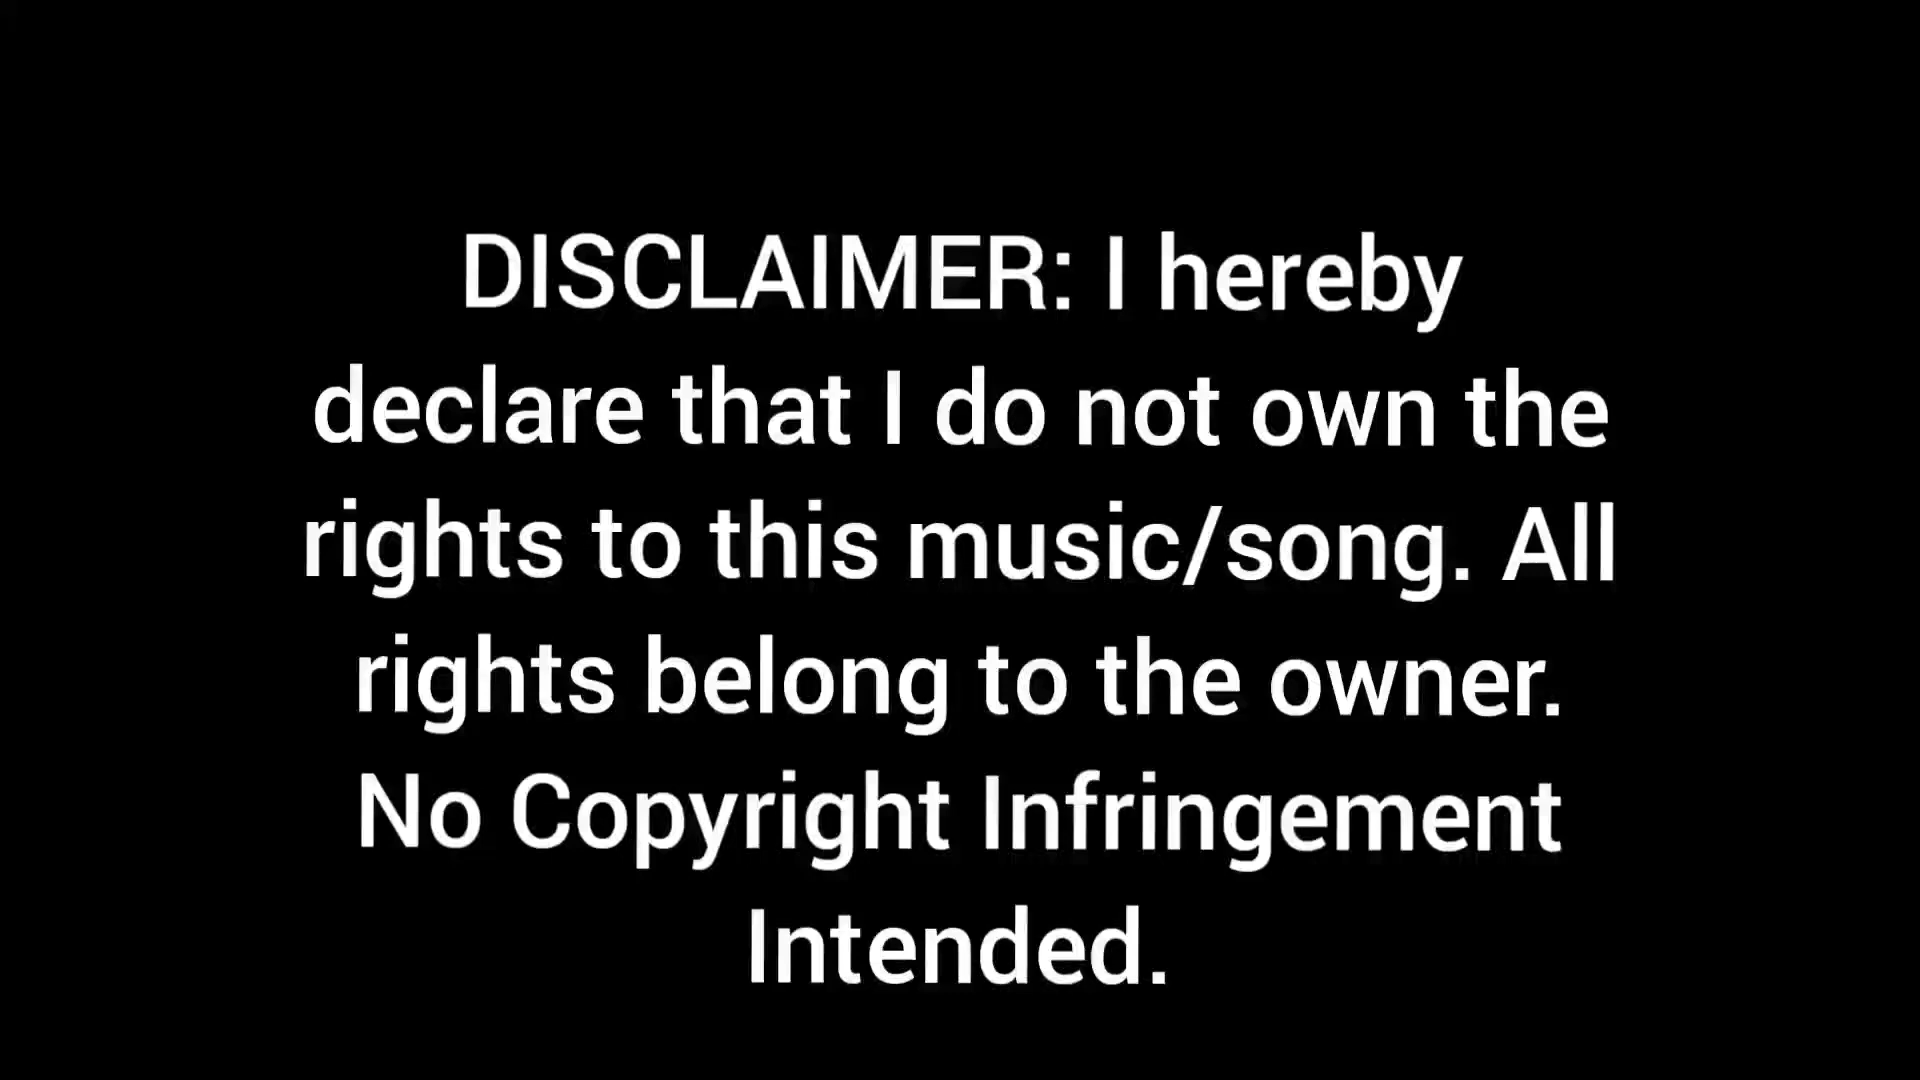 DISCLAIMER: I hereby
declare that I do not own the
rights to this music/song. All
rights belong to the owner.
No Copyright Infringement
Intended.